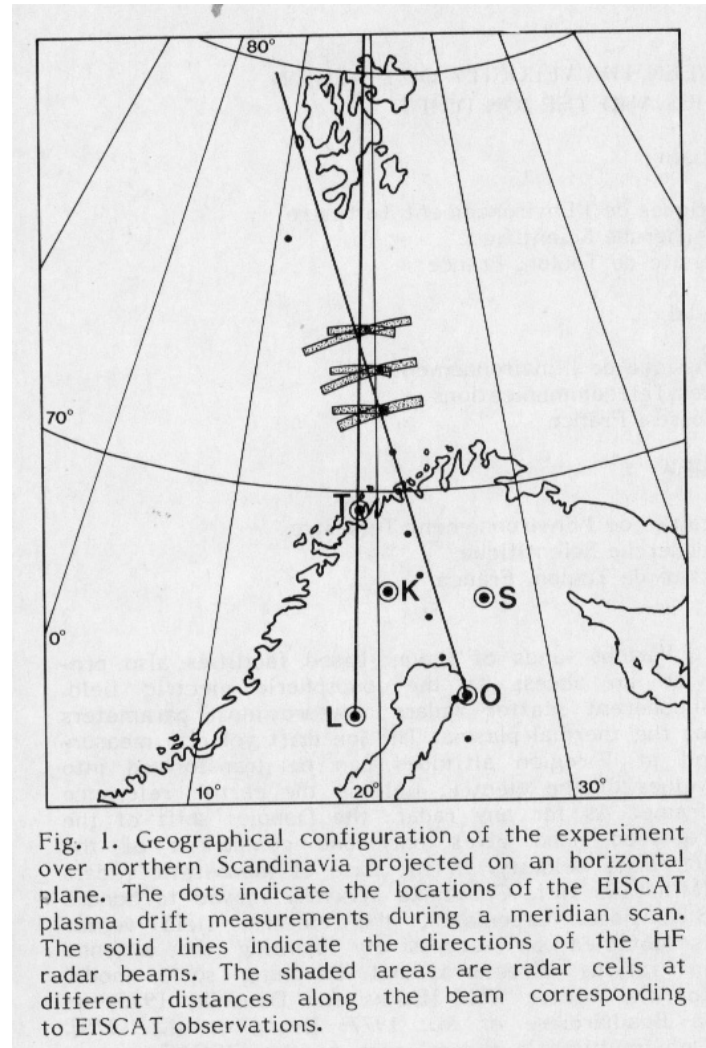 80°
70°
T
K
S
0°
O
L
10°
20°
30°
Fig. 1. Geographical configuration of the experiment
over northern Scandinavia projected on an horizontal
plane. The dots indicate the locations of the EISCAT
plasma drift measurements during a meridian scan.
The solid lines indicate the directions of the HF
radar beams. The shaded areas are radar cells at
different distances along the beam corresponding
to EISCAT observations.